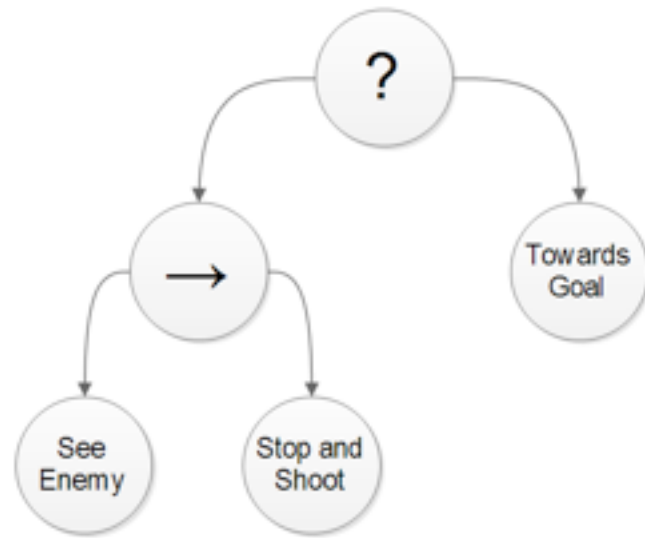 ?
→
Towards
Goal
See
Enemy
Stop and
Shoot